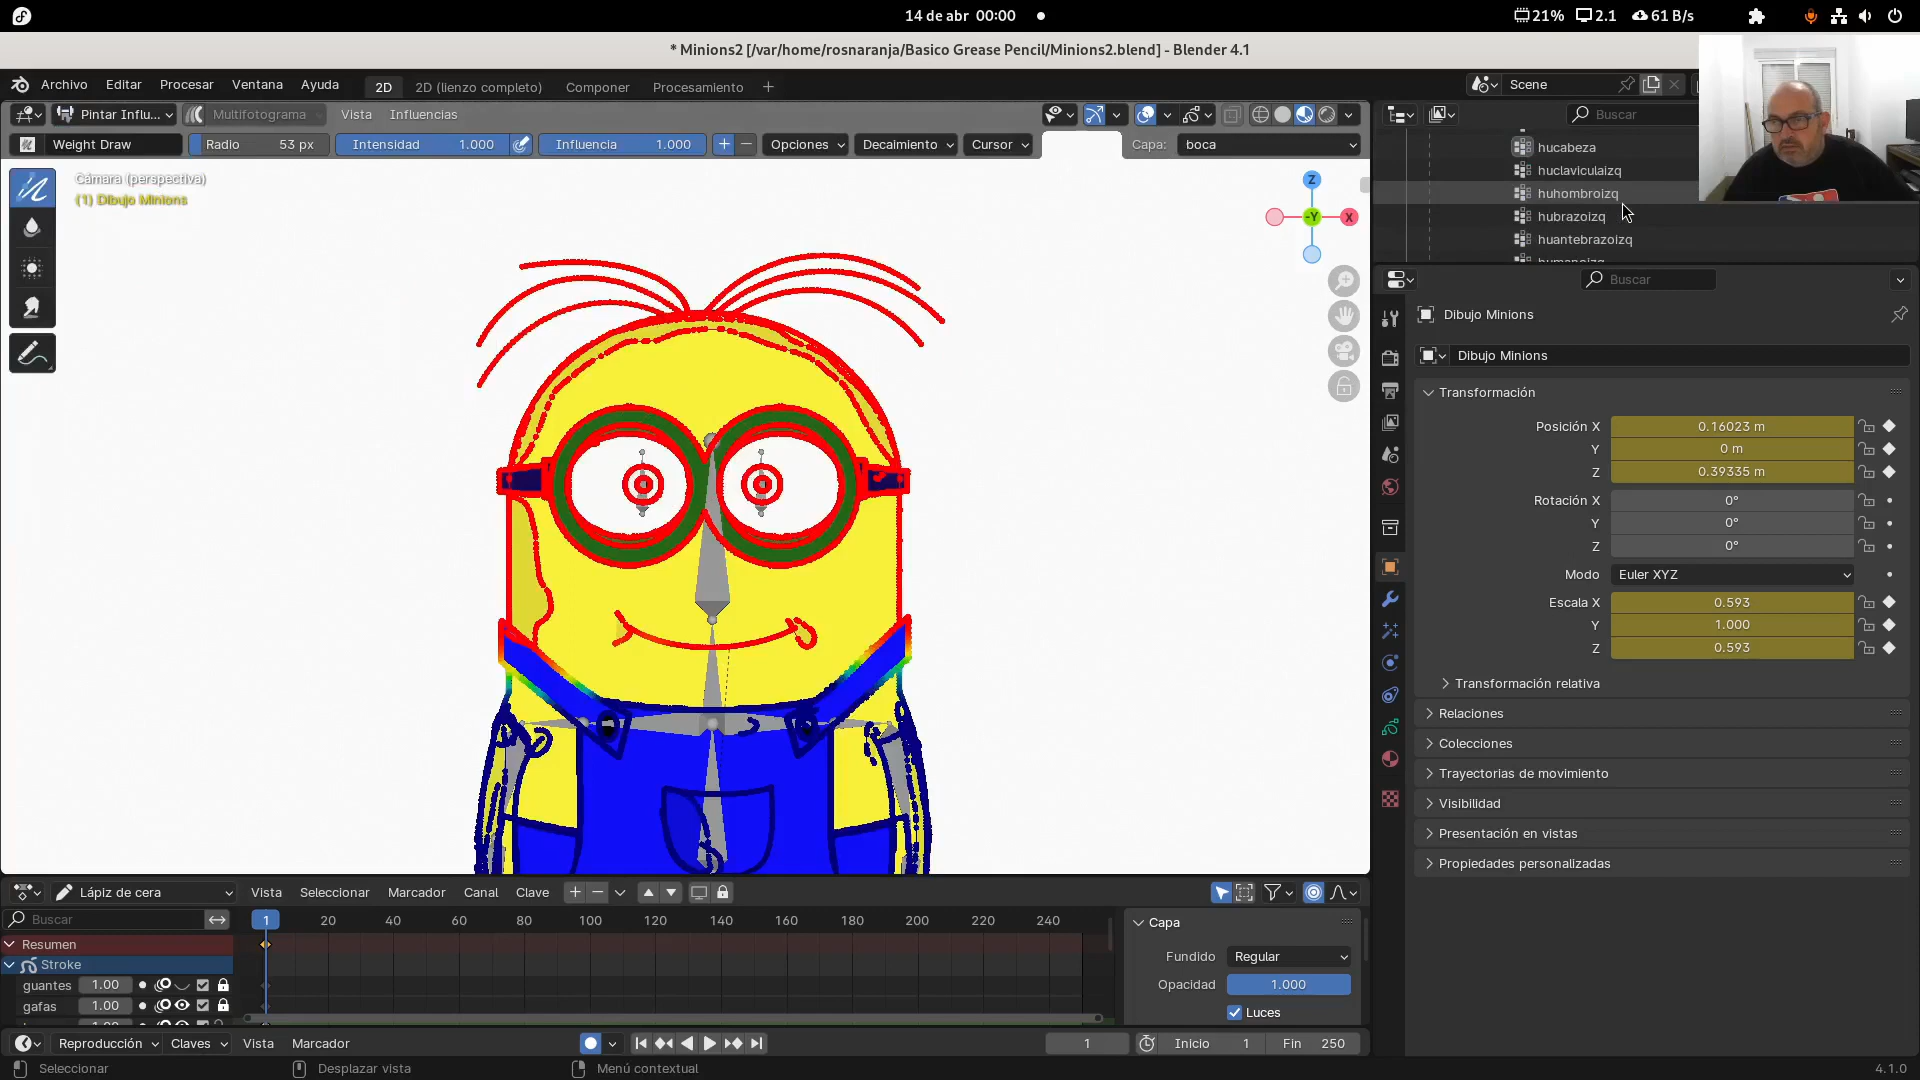 14 de abr 00:00
21% 2.1 61 B/s
* Minions2 [/var/home/rosnaranja/Basico Grease Pencil/Minions2.blend] - Blender 4.1
Archivo Editar Procesar Ventana Ayuda 2D 2D (lienzo completo) Componer Procesamiento + Scene
Pintar Influ... Multifotograma Vista Influencias Buscar
Weight Draw Radio 53 px Intensidad 1.000 Influencia 1.000 Opciones Decaimiento Cursor Capa: boca
Cámara (perspectiva)
(1) Dibujo Minions
Z
-Y X
hucabeza
huclaviculaizq
huhombroizq
hubrazoizq
huantebrazoizq
Buscar
Dibujo Minions
Dibujo Minions
Transformación
Posición X 0.16023 m
Y 0 m
Z 0.39335 m
Rotación X 0°
Y 0°
Z 0°
Modo Euler XYZ
Escala X 0.593
Y 1.000
Z 0.593
Transformación relativa
Relaciones
Colecciones
Trayectorias de movimiento
Visibilidad
Presentación en vistas
Propiedades personalizadas
Lápiz de cera Vista Seleccionar Marcador Canal Clave
Buscar 1 20 40 60 80 100 120 140 160 180 200 220 240
Resumen
Stroke
guantes 1.00
gafas 1.00
Capa
Fundido Regular
Opacidad 1.000
Luces
Reproducción Claves Vista Marcador 1 Inicio 1 Fin 250
Seleccionar Desplazar vista Menú contextual 4.1.0